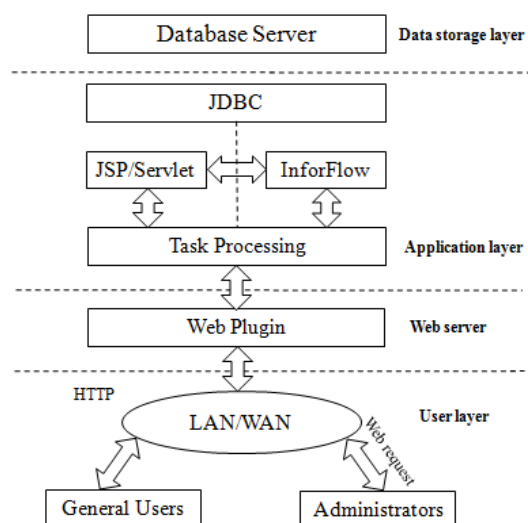 Database Server
Data storage layer
JDBC
JSP/Servlet
InforFlow
Task Processing
Application layer
Web Plugin
Web server
HTTP
User layer
LAN/WAN
Web request
General Users
Administrators